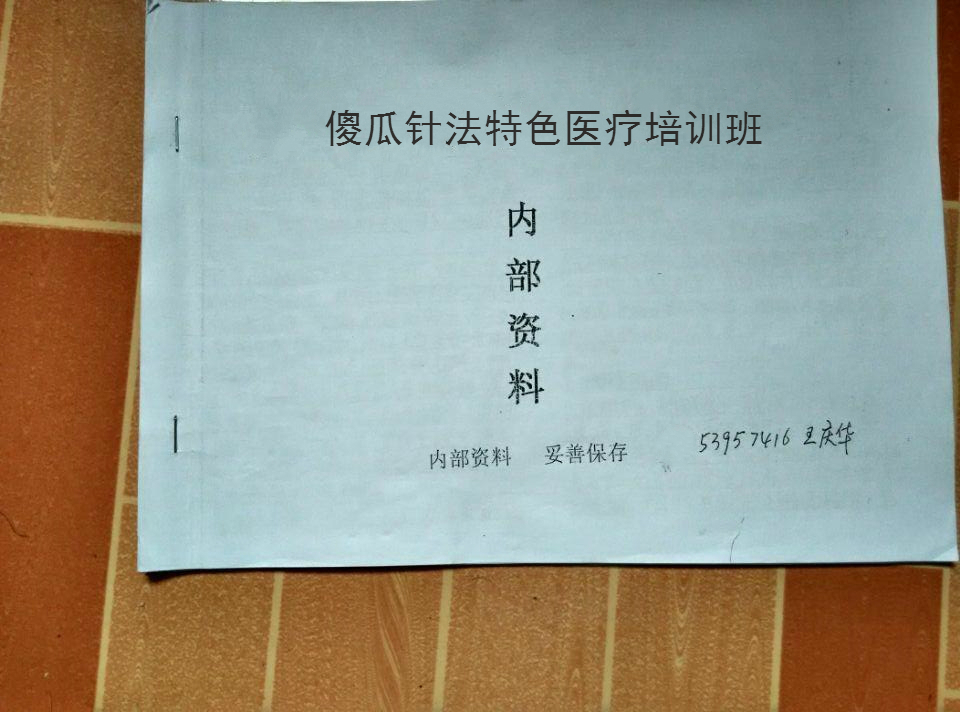 傻瓜针法特色医疗培训班
内
部
资
料
内部资料 妥善保存
53957416 王庆华